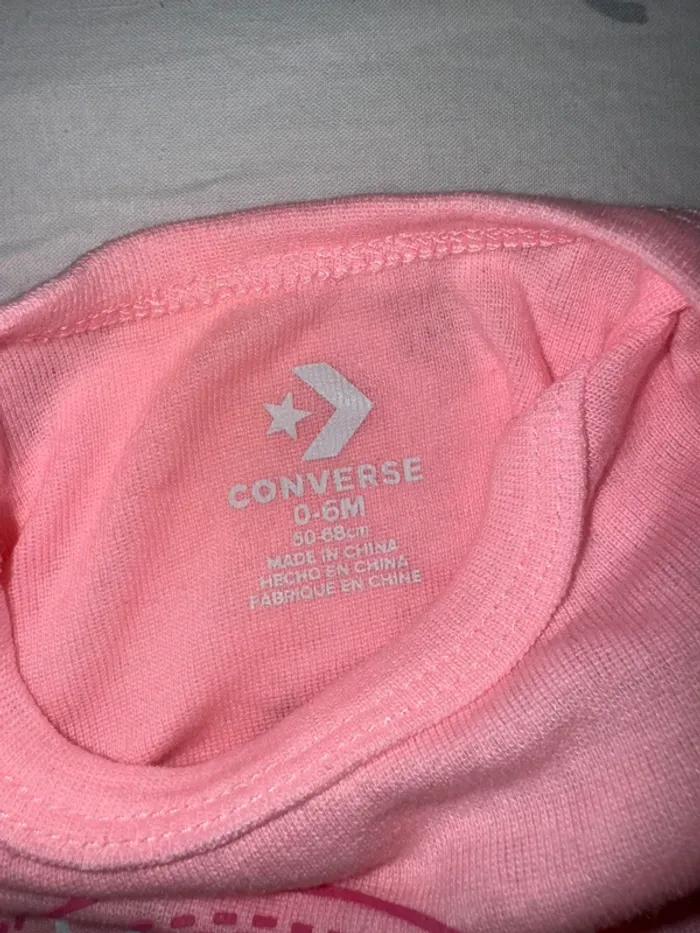 CONVERSE
0-6M
50-68cm
MADE IN CHINA
HECHO EN CHINA
FABRIQUE EN CHINE